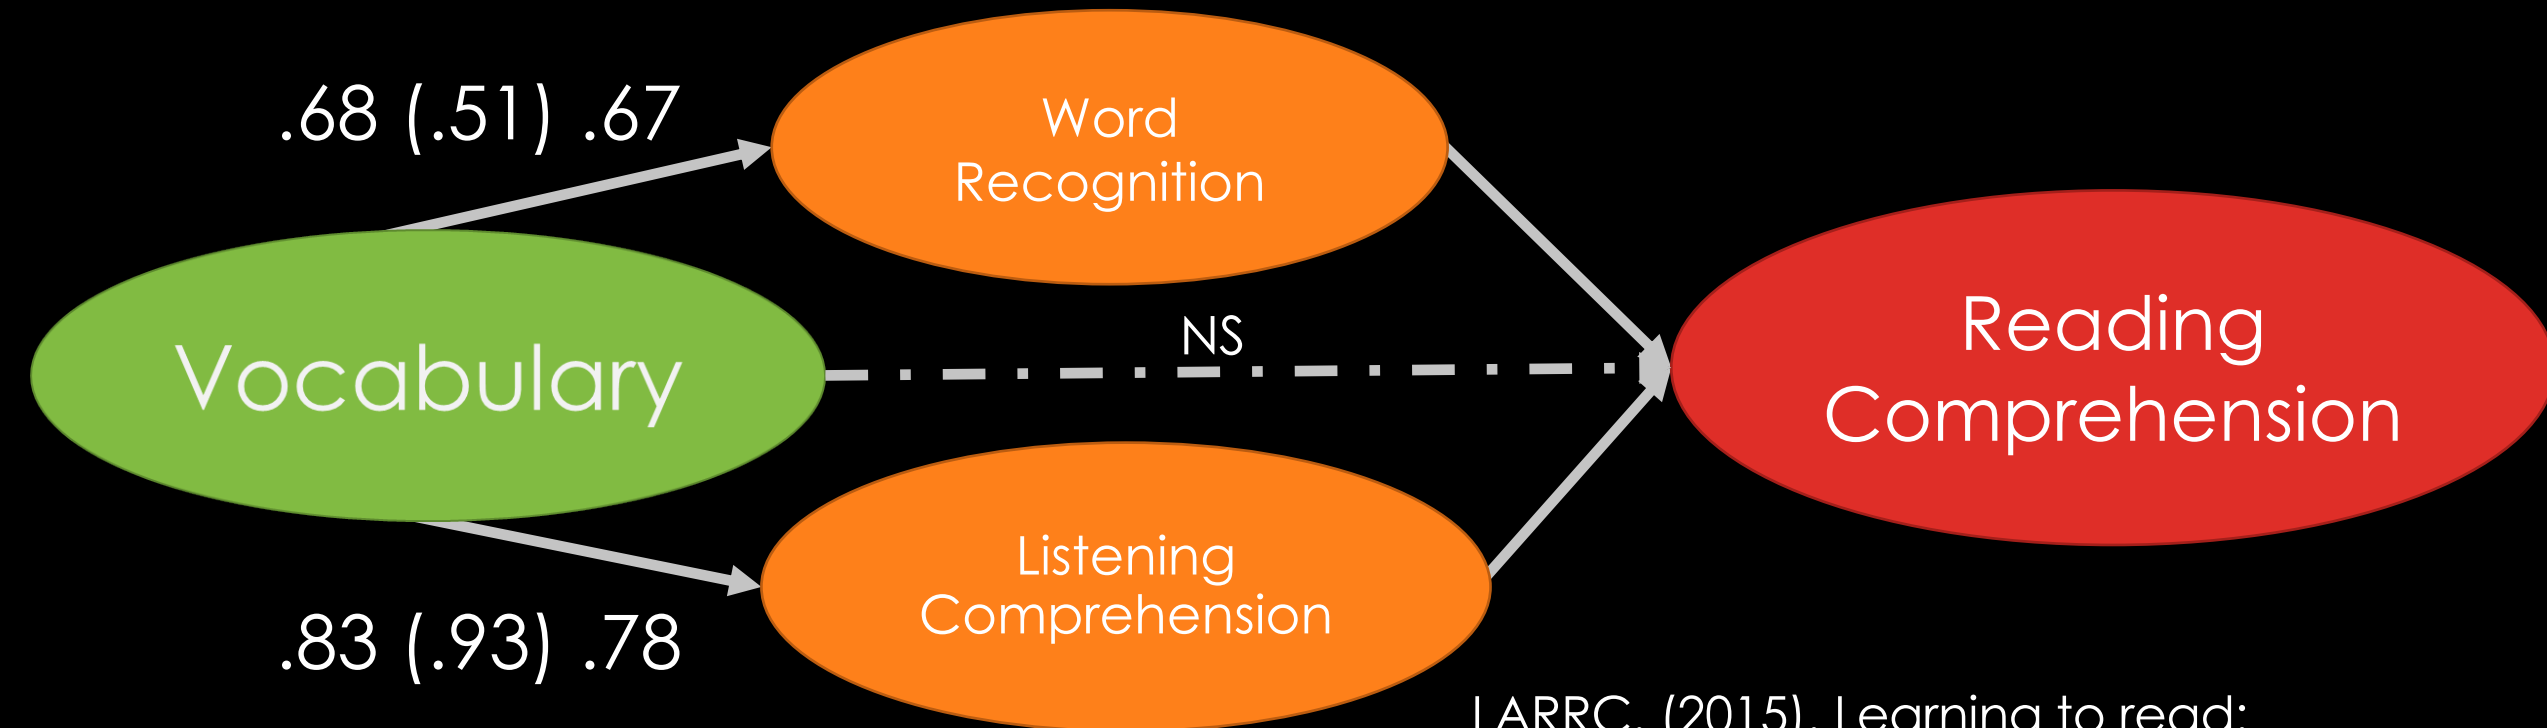 .68 (.51) .67
Word
Recognition
NS
Vocabulary
Reading
Comprehension
Listening
Comprehension
.83 (.93) .78
LARRC. (2015). Learning to read: